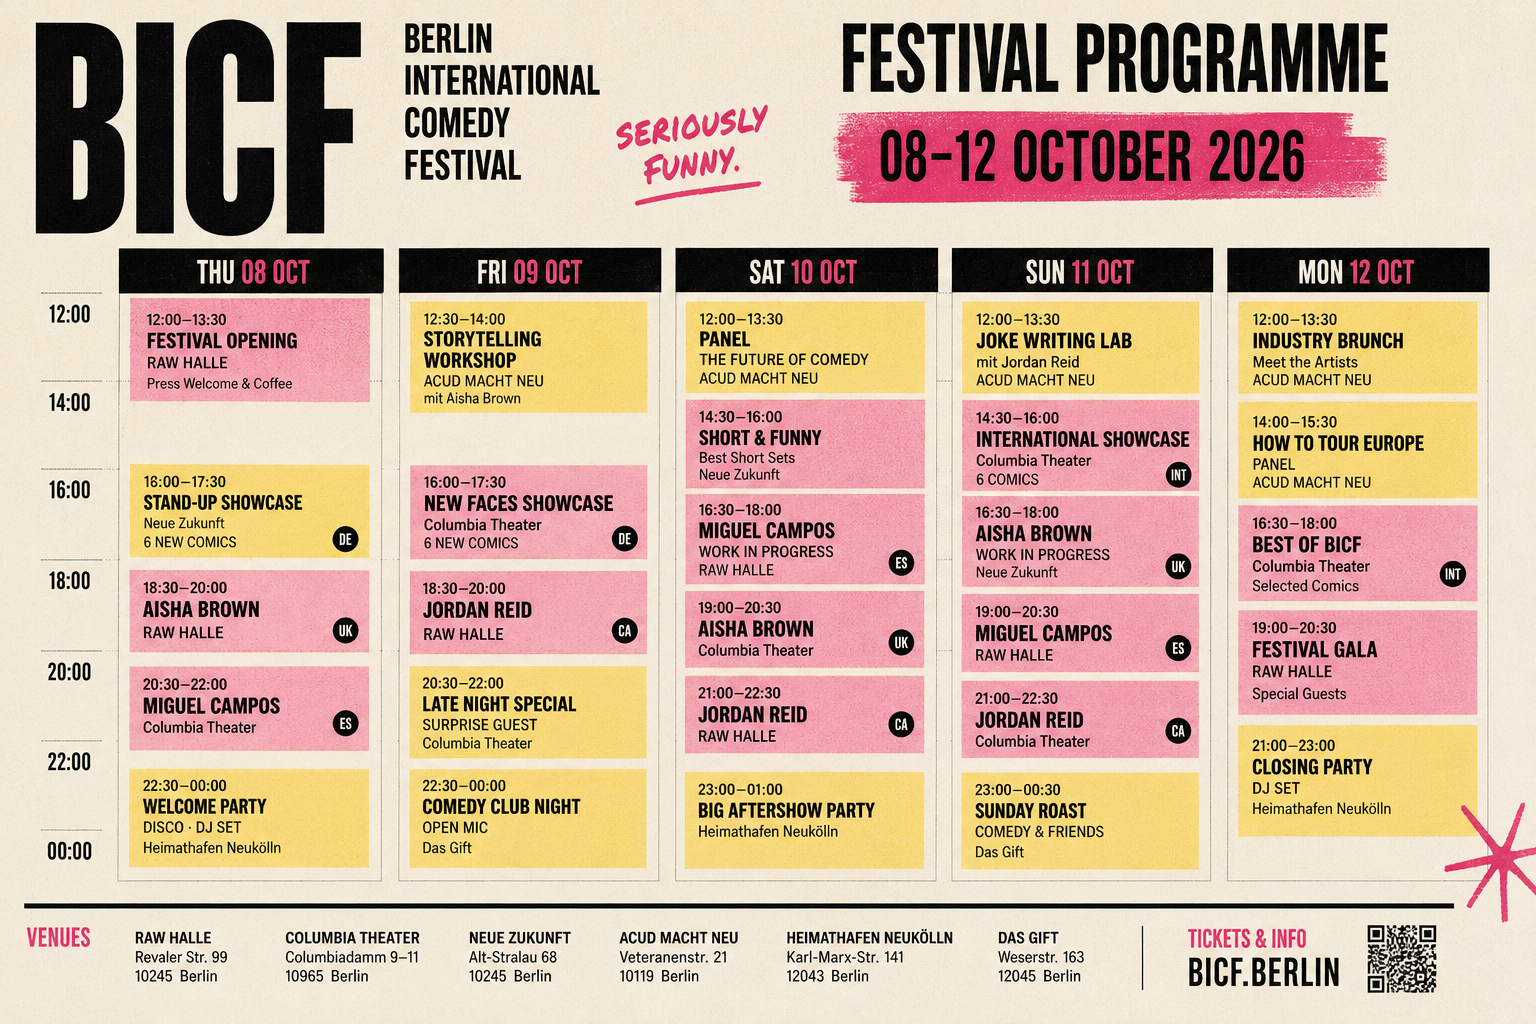 BICF
BERLIN
INTERNATIONAL
COMEDY
FESTIVAL
SERIOUSLY
FUNNY.
FESTIVAL PROGRAMME
08–12 OCTOBER 2026
12:00
14:00
16:00
18:00
20:00
22:00
00:00
THU 08 OCT
12:00–13:30
FESTIVAL OPENING
RAW HALLE
Press Welcome & Coffee
16:00–17:30
STAND-UP SHOWCASE
Neue Zukunft
6 NEW COMICS
DE
18:30–20:00
AISHA BROWN
RAW HALLE
UK
20:30–22:00
MIGUEL CAMPOS
Columbia Theater
ES
22:30–00:00
WELCOME PARTY
DISCO · DJ SET
Heimathafen Neukölln
FRI 09 OCT
12:30–14:00
STORYTELLING
WORKSHOP
ACUD MACHT NEU
mit Aisha Brown
16:00–17:30
NEW FACES SHOWCASE
Columbia Theater
6 NEW COMICS
DE
18:30–20:00
JORDAN REID
RAW HALLE
CA
20:30–22:00
LATE NIGHT SPECIAL
SURPRISE GUEST
Columbia Theater
22:30–00:00
COMEDY CLUB NIGHT
OPEN MIC
Das Gift
SAT 10 OCT
12:00–13:30
PANEL
THE FUTURE OF COMEDY
ACUD MACHT NEU
14:30–16:00
SHORT & FUNNY
Best Short Sets
Neue Zukunft
16:30–18:00
MIGUEL CAMPOS
WORK IN PROGRESS
RAW HALLE
ES
19:00–20:30
AISHA BROWN
Columbia Theater
UK
21:00–22:30
JORDAN REID
RAW HALLE
CA
23:00–01:00
BIG AFTERSHOW PARTY
Heimathafen Neukölln
SUN 11 OCT
12:00–13:30
JOKE WRITING LAB
mit Jordan Reid
ACUD MACHT NEU
14:30–16:00
INTERNATIONAL SHOWCASE
Columbia Theater
6 COMICS
INT
16:30–18:00
AISHA BROWN
WORK IN PROGRESS
Neue Zukunft
UK
19:00–20:30
MIGUEL CAMPOS
RAW HALLE
ES
21:00–22:30
JORDAN REID
Columbia Theater
CA
23:00–00:30
SUNDAY ROAST
COMEDY & FRIENDS
Das Gift
MON 12 OCT
12:00–13:30
INDUSTRY BRUNCH
Meet the Artists
ACUD MACHT NEU
14:00–15:30
HOW TO TOUR EUROPE
PANEL
ACUD MACHT NEU
16:30–18:00
BEST OF BICF
Columbia Theater
Selected Comics
INT
19:00–20:30
FESTIVAL GALA
RAW HALLE
Special Guests
21:00–23:00
CLOSING PARTY
DJ SET
Heimathafen Neukölln
VENUES
RAW HALLE
Revaler Str. 99
10245 Berlin
COLUMBIA THEATER
Columbiadamm 9–11
10965 Berlin
NEUE ZUKUNFT
Alt-Stralau 68
10245 Berlin
ACUD MACHT NEU
Veteranenstr. 21
10119 Berlin
HEIMATHAFEN NEUKÖLLN
Karl-Marx-Str. 141
12043 Berlin
DAS GIFT
Weserstr. 163
12045 Berlin
TICKETS & INFO
BICF.BERLIN